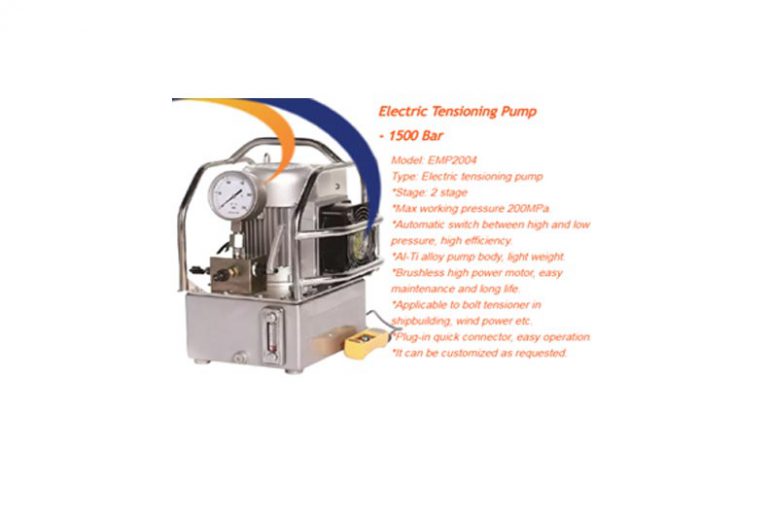 Electric Tensioning Pump
- 1500 Bar
Model: EMP2004
Type: Electric tensioning pump
*Stage: 2 stage
*Max working pressure 200MPa.
*Automatic switch between high and low
pressure, high efficiency.
*Al-Ti alloy pump body, light weight.
*Brushless high power motor, easy
maintenance and long life.
*Applicable to bolt tensioner in
shipbuilding, wind power etc.
*Plug-in quick connector, easy operation.
*It can be customized as requested.